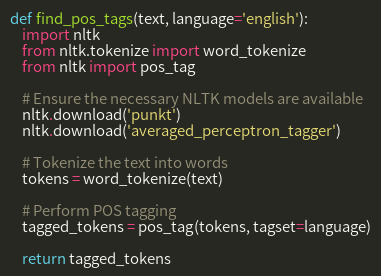 def find_pos_tags(text, language='english'):
import nltk
from nltk.tokenize import word_tokenize
from nltk import pos_tag
# Ensure the necessary NLTK models are available
nltk.download('punkt')
nltk.download('averaged_perceptron_tagger')
# Tokenize the text into words
tokens = word_tokenize(text)
# Perform POS tagging
tagged_tokens = pos_tag(tokens, tagset=language)
return tagged_tokens